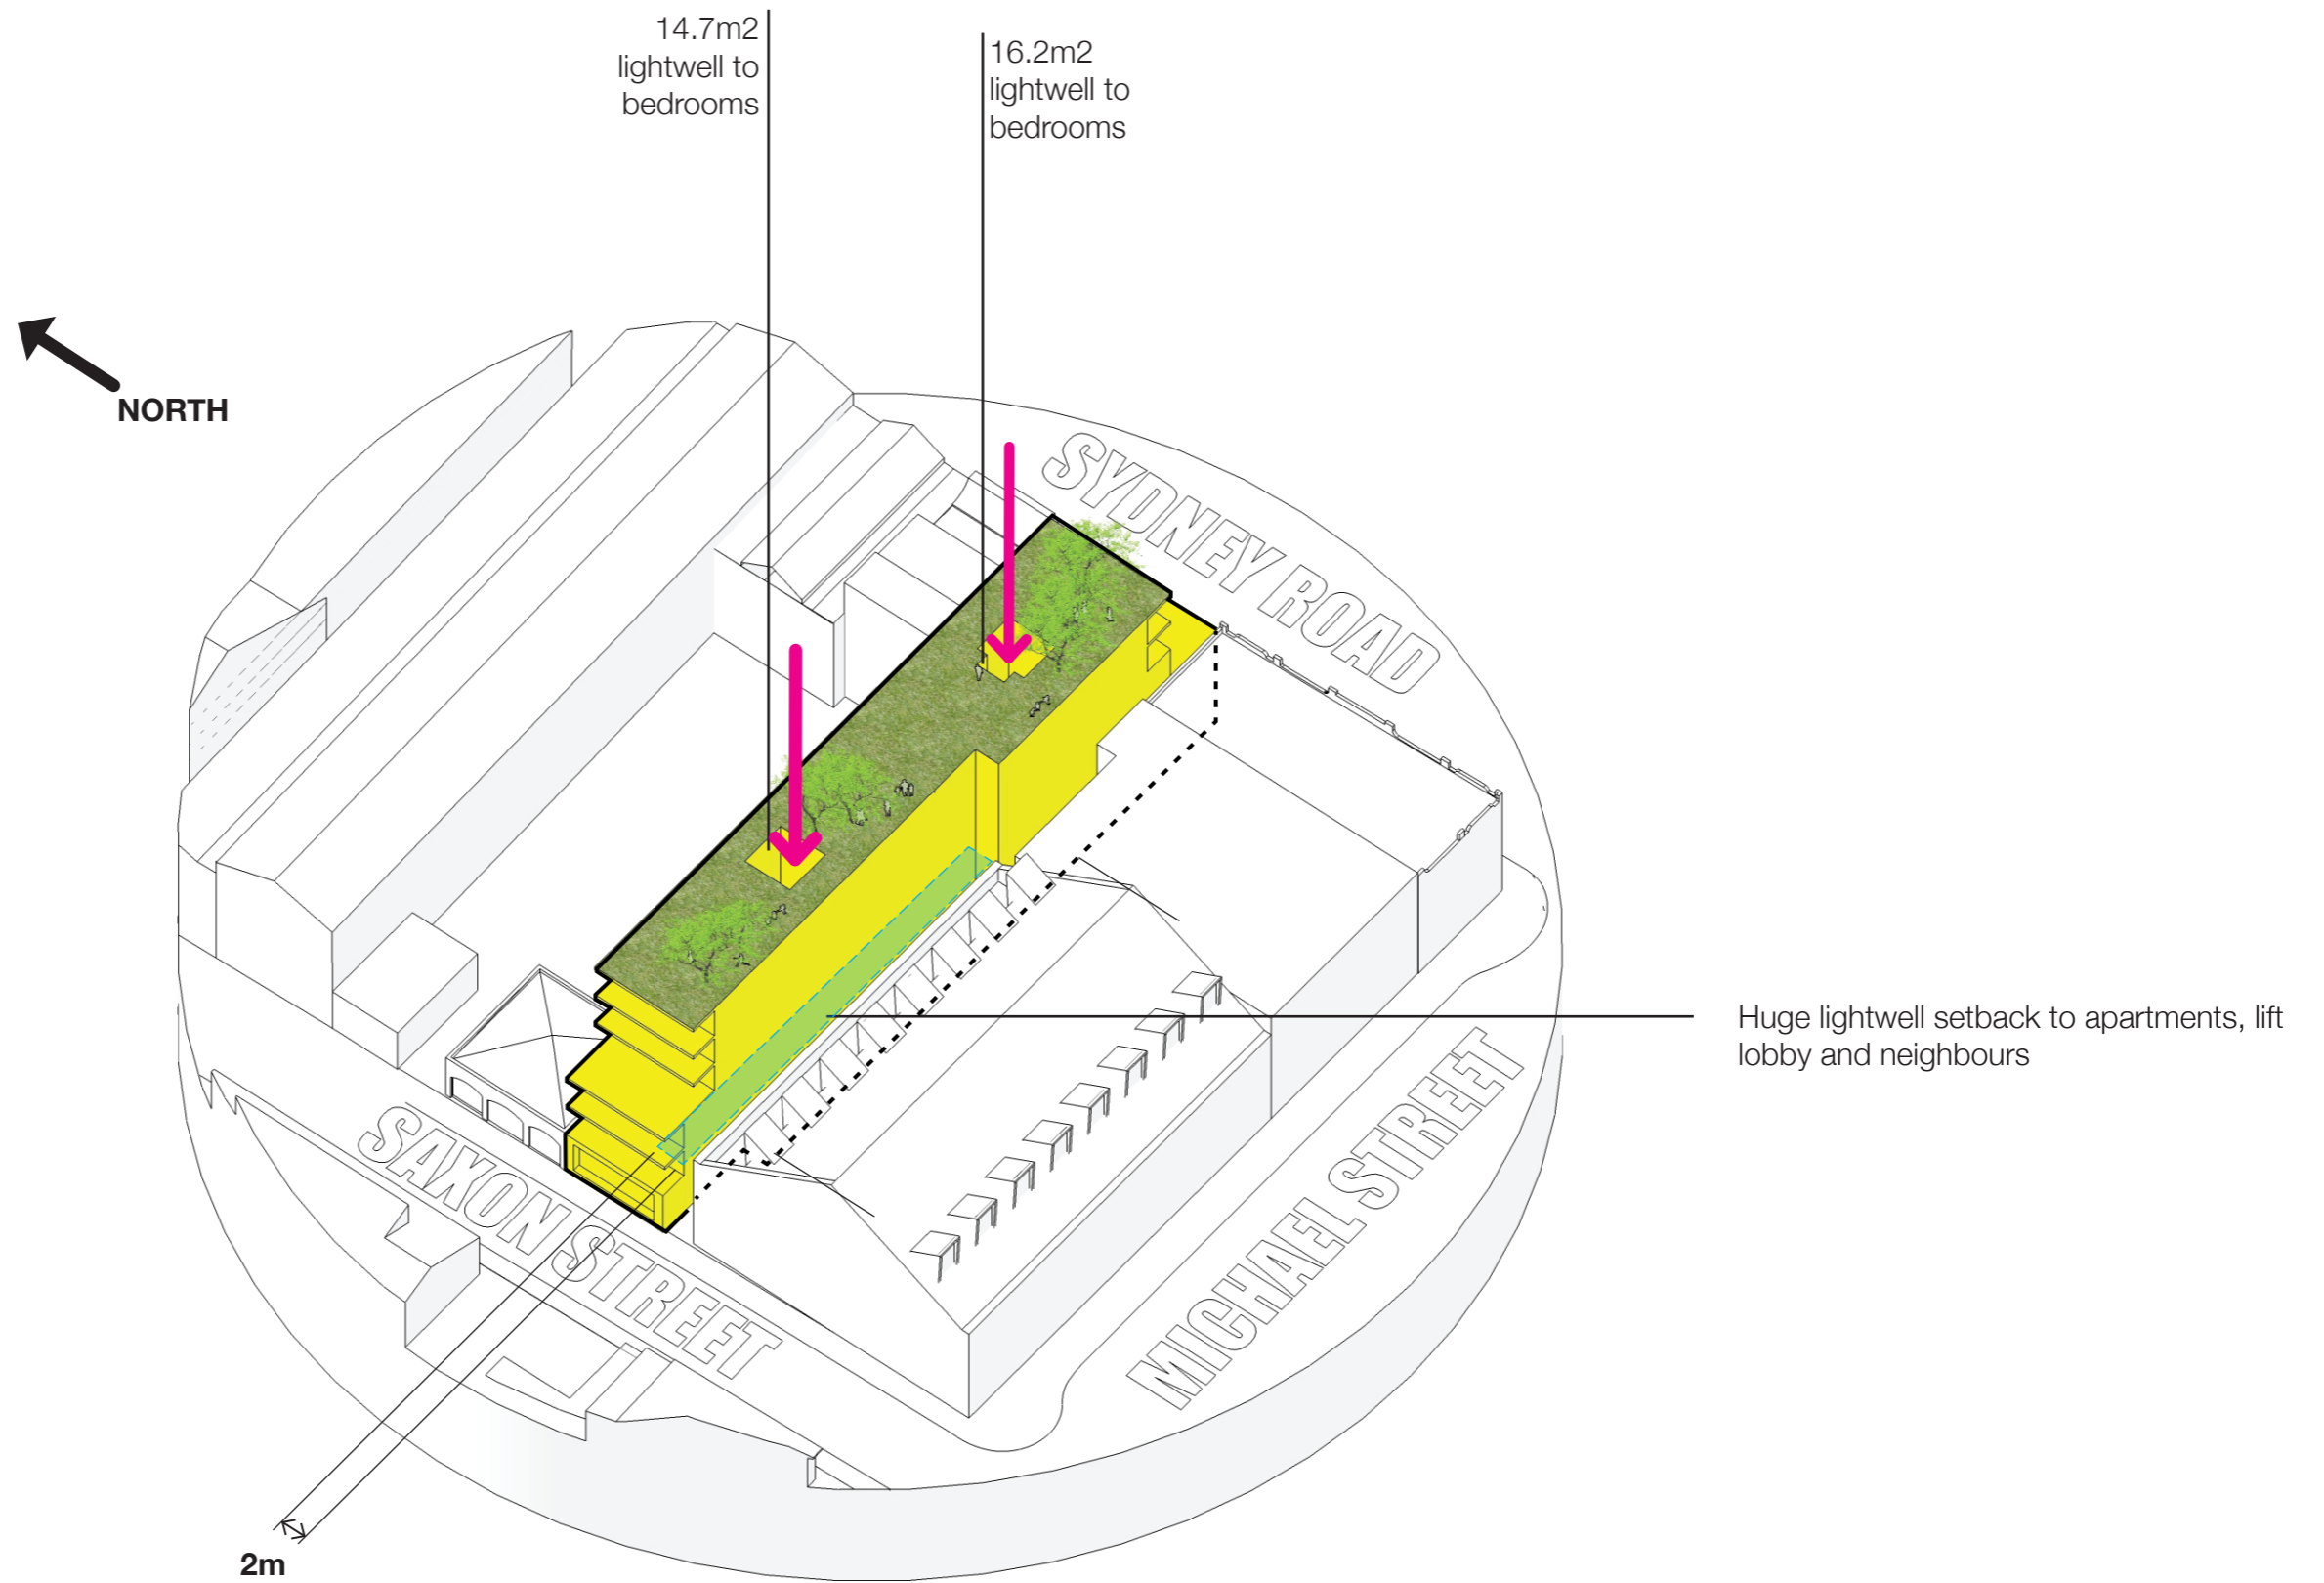 14.7m2
lightwell to
bedrooms
16.2m2
lightwell to
bedrooms
NORTH
SYDNEY ROAD
Huge lightwell setback to apartments, lift
lobby and neighbours
SAXON STREET
MICHAEL STREET
2m